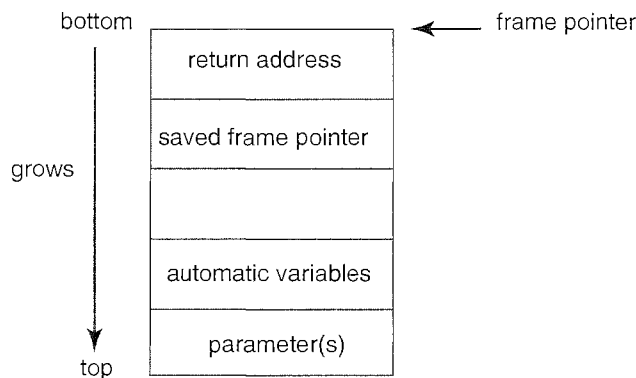 bottom
frame pointer
return address
saved frame pointer
grows
automatic variables
parameter(s)
top